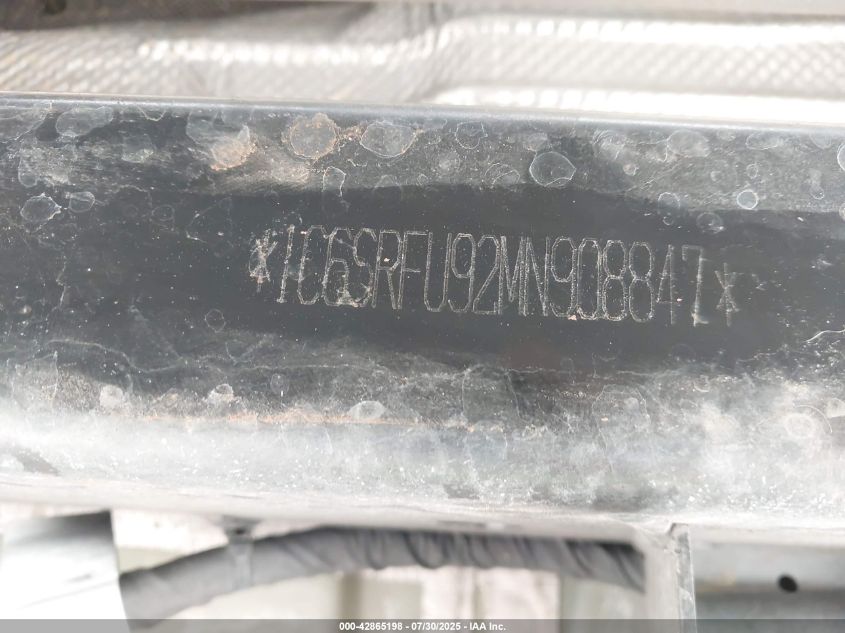 *1C6SRFU92MN908847*
000-42865198 - 07/30/2025 - IAA Inc.